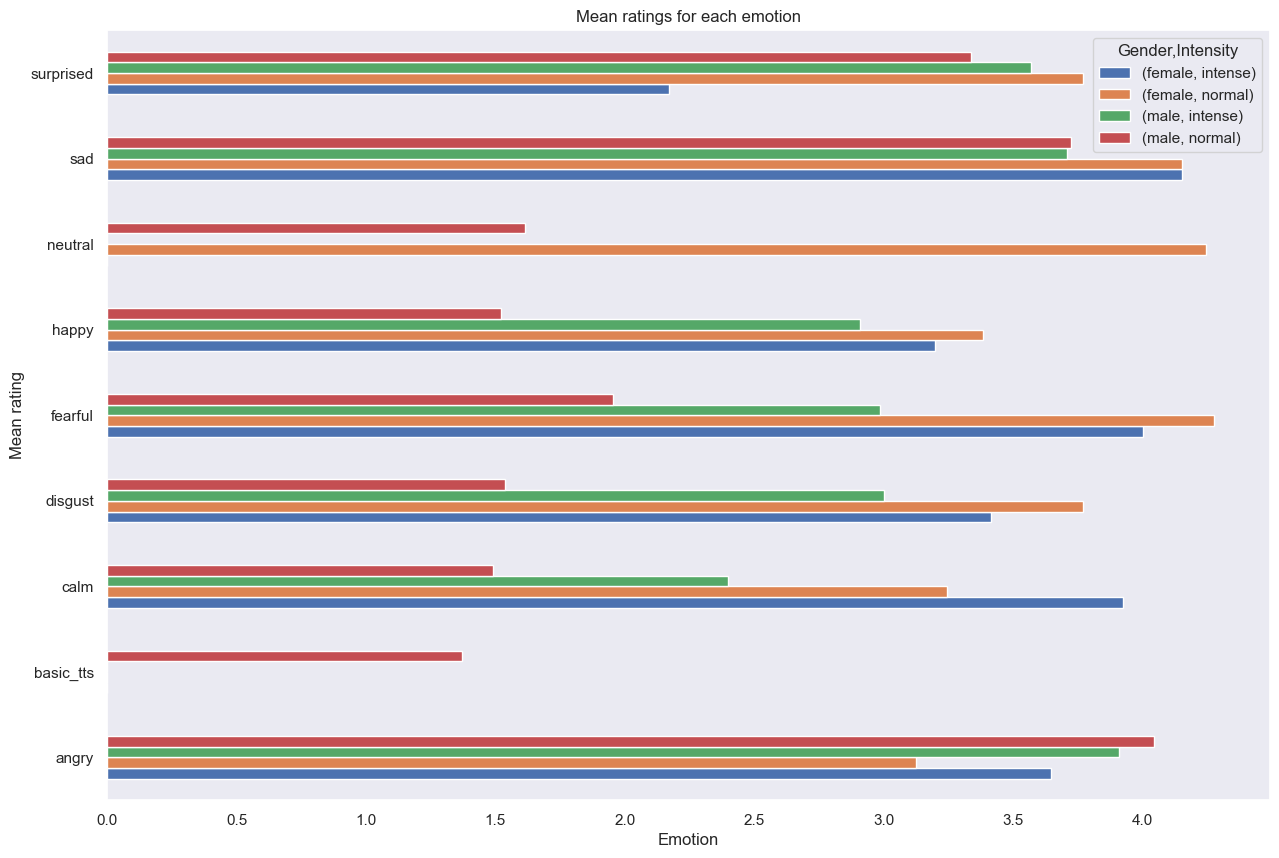 Mean ratings for each emotion
Gender,Intensity
(female, intense)
(female, normal)
(male, intense)
(male, normal)
Mean rating
surprised
sad
neutral
happy
fearful
disgust
calm
basic_tts
angry
0.0 0.5 1.0 1.5 2.0 2.5 3.0 3.5 4.0
Emotion